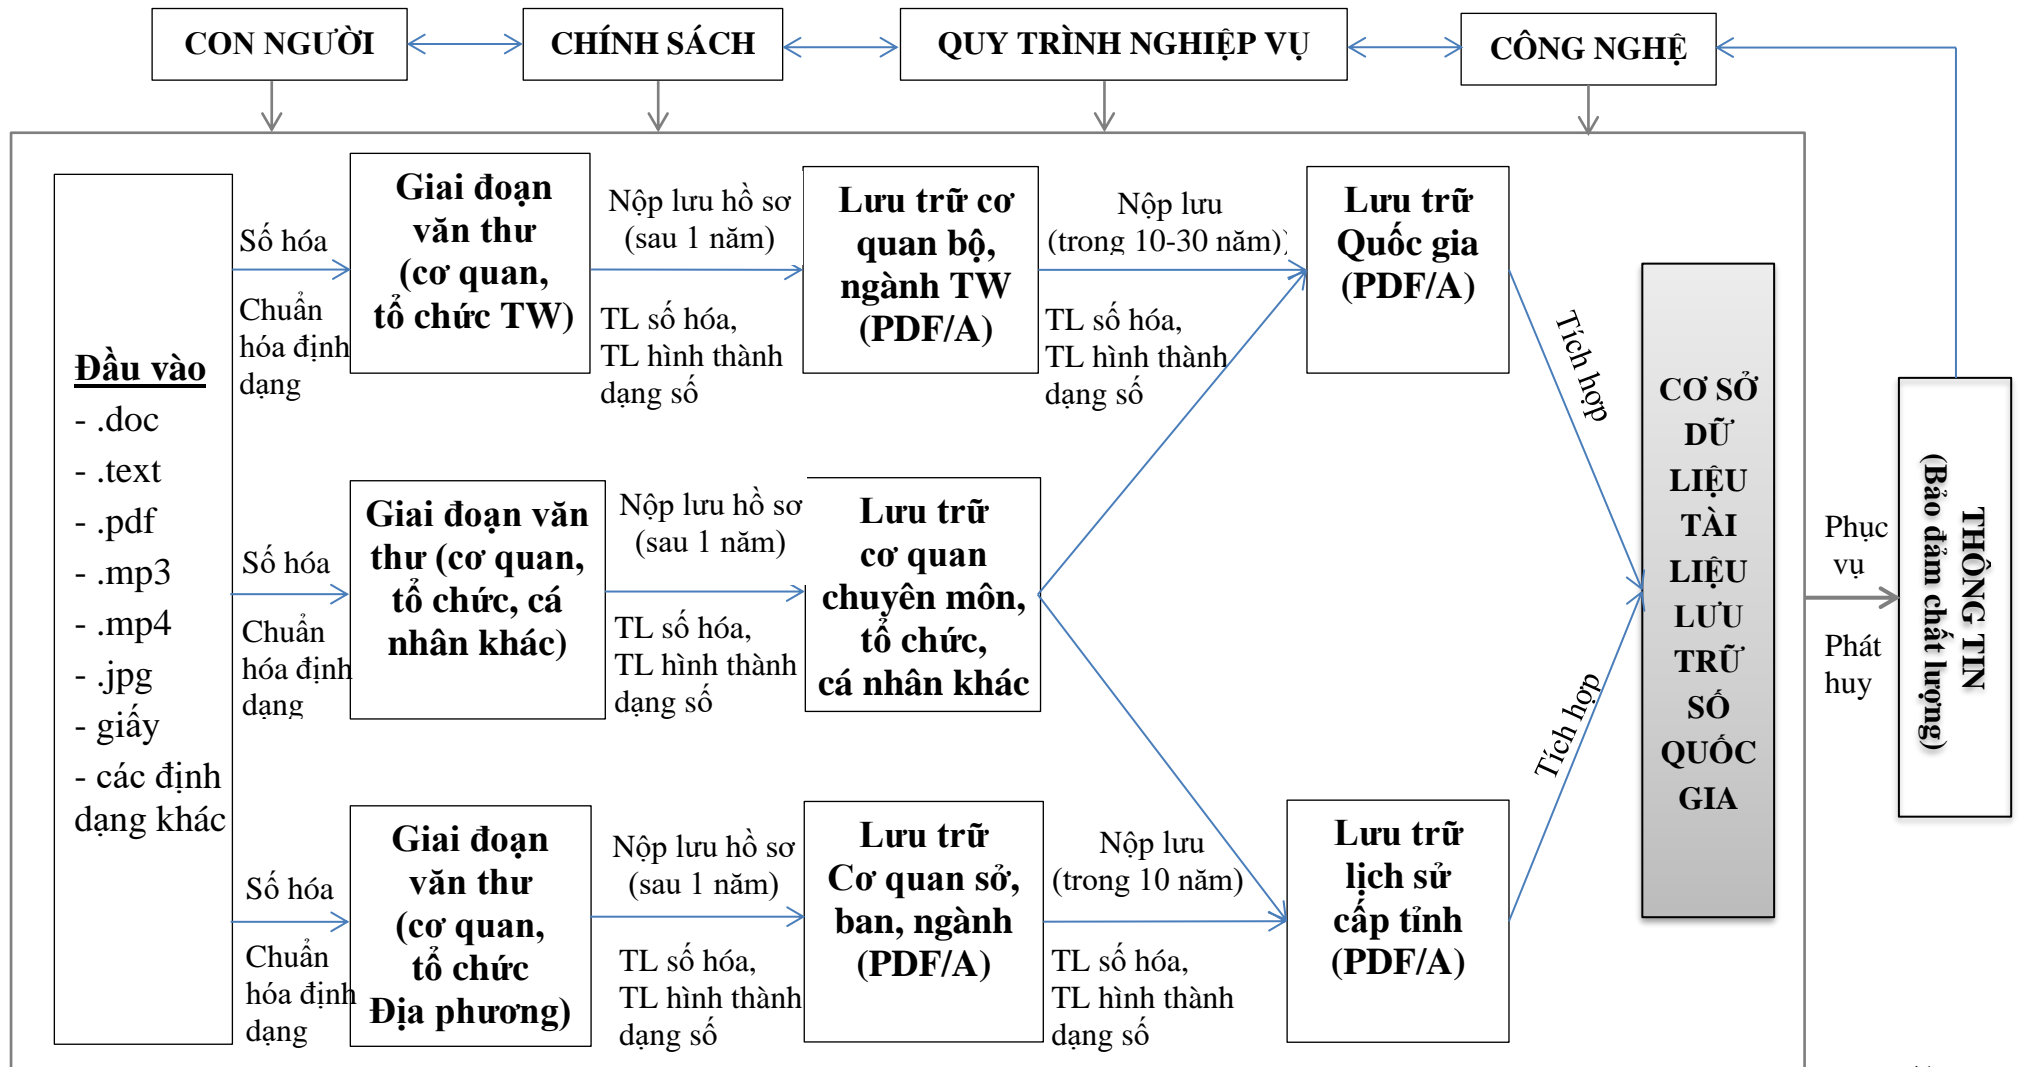 CON NGƯỜI
CHÍNH SÁCH
QUY TRÌNH NGHIỆP VỤ
CÔNG NGHỆ
Đầu vào
- .doc
- .text
- .pdf
- .mp3
- .mp4
- .jpg
- giấy
- các định
dạng khác
Số hóa
Chuẩn
hóa định
dạng
Giai đoạn
văn thư
(cơ quan,
tổ chức TW)
Nộp lưu hồ sơ
(sau 1 năm)
TL số hóa,
TL hình thành
dạng số
Lưu trữ cơ
quan bộ,
ngành TW
(PDF/A)
Nộp lưu
(trong 10-30 năm))
TL số hóa,
TL hình thành
dạng số
Lưu trữ
Quốc gia
(PDF/A)
Tích hợp
Số hóa
Chuẩn
hóa định
dạng
Giai đoạn văn
thư (cơ quan,
tổ chức, cá
nhân khác)
Nộp lưu hồ sơ
(sau 1 năm)
TL số hóa,
TL hình thành
dạng số
Lưu trữ
cơ quan
chuyên môn,
tổ chức,
cá nhân khác
Số hóa
Chuẩn
hóa định
dạng
Giai đoạn
văn thư
(cơ quan,
tổ chức
Địa phương)
Nộp lưu hồ sơ
(sau 1 năm)
TL số hóa,
TL hình thành
dạng số
Lưu trữ
Cơ quan sở,
ban, ngành
(PDF/A)
Nộp lưu
(trong 10 năm)
TL số hóa,
TL hình thành
dạng số
Lưu trữ
lịch sử
cấp tỉnh
(PDF/A)
Tích hợp
CƠ SỞ
DỮ
LIỆU
TÀI
LIỆU
LƯU
TRỮ
SỐ
QUỐC
GIA
Phục
vụ
Phát
huy
THÔNG TIN
(Bảo đảm chất lượng)